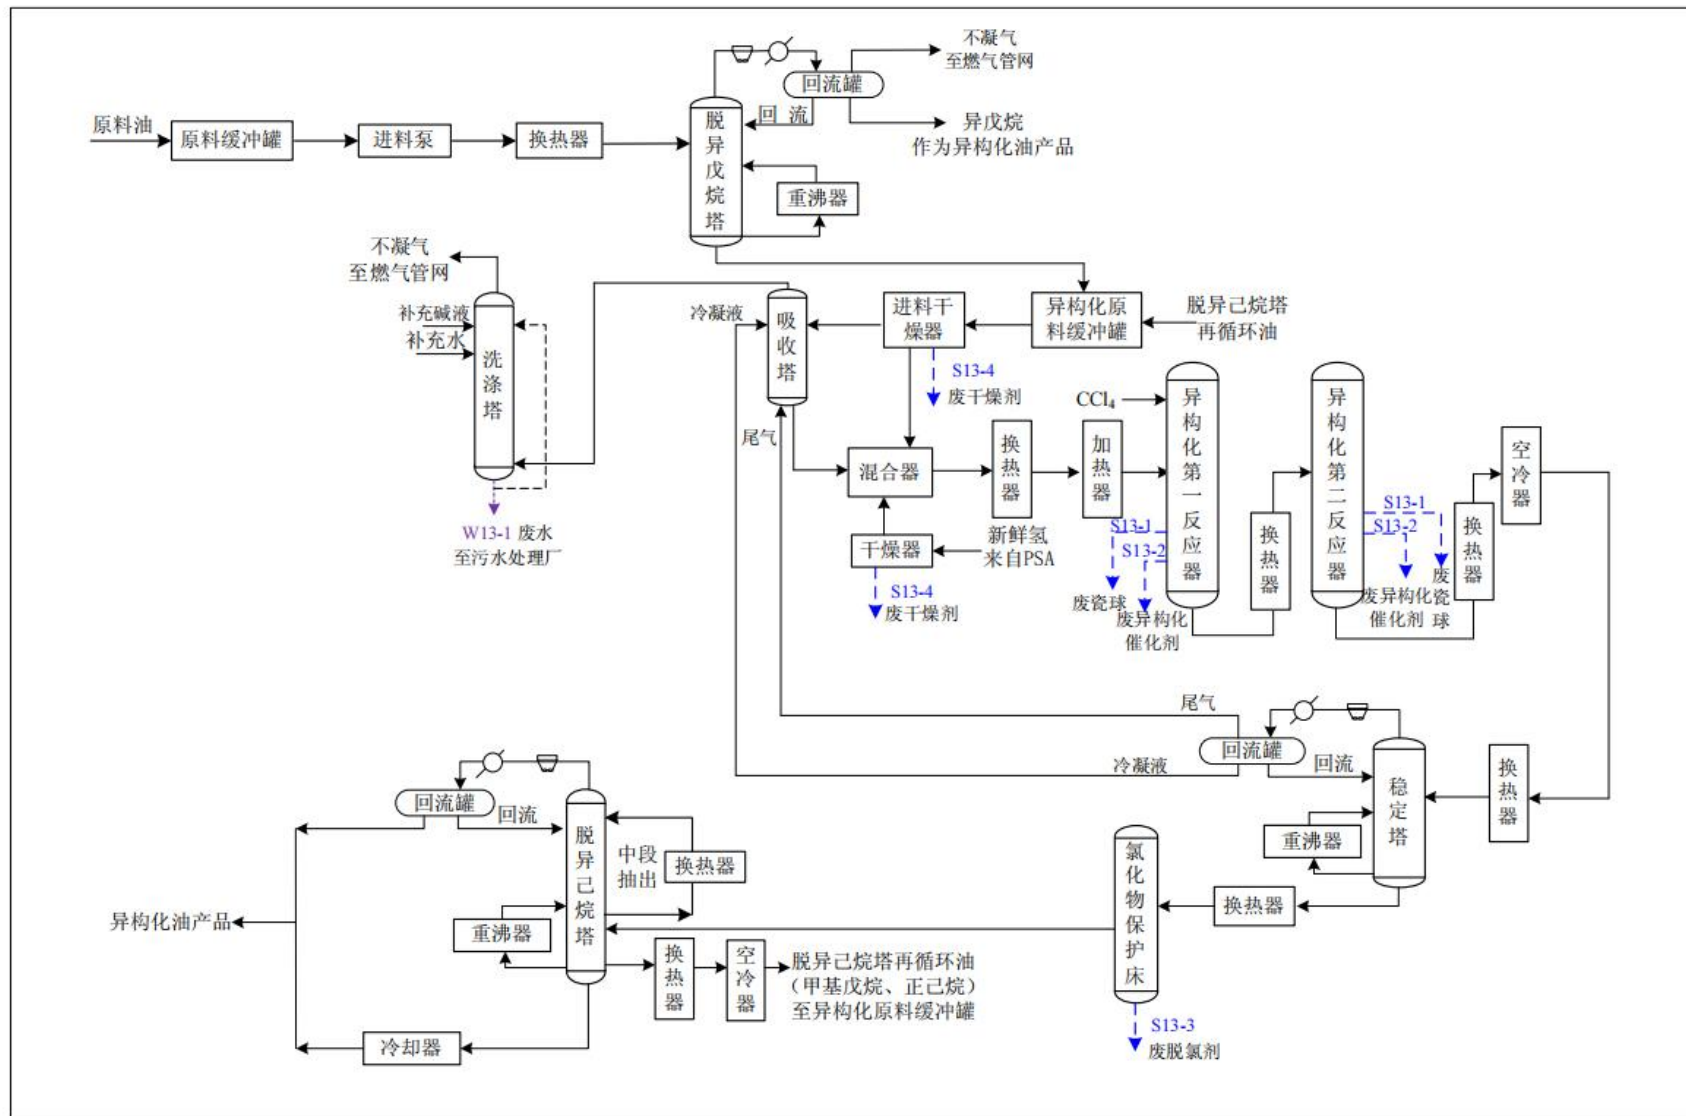 不凝气
至燃气管网
回流罐
回 流
异戊烷
作为异构化油产品
原料油
原料缓冲罐
进料泵
换热器
脱异戊烷塔
重沸器
不凝气
至燃气管网
补充碱液
补充水
洗涤塔
W13-1 废水
至污水处理厂
冷凝液
吸收塔
进料干
燥器
异构化原
料缓冲罐
脱异己烷塔
再循环油
S13-4
废干燥剂
尾气
混合器
换热器
加热器
CCl₄
异构化第一反应器
异构化第二反应器
空冷器
干燥器
新鲜氢
来自PSA
S13-4
废干燥剂
S13-1
S13-2
废瓷球
废异构化
催化剂
换热器
S13-1
S13-2
废异构化
催化剂
废瓷球
换热器
尾气
回流罐
冷凝液
回流
稳定塔
换热器
重沸器
换热器
氯化物保护床
S13-3
废脱氯剂
回流罐
回流
脱异己烷塔
中段
抽出
换热器
异构化油产品
重沸器
换热器
空冷器
脱异己烷塔再循环油
（甲基戊烷、正己烷）
至异构化原料缓冲罐
冷却器